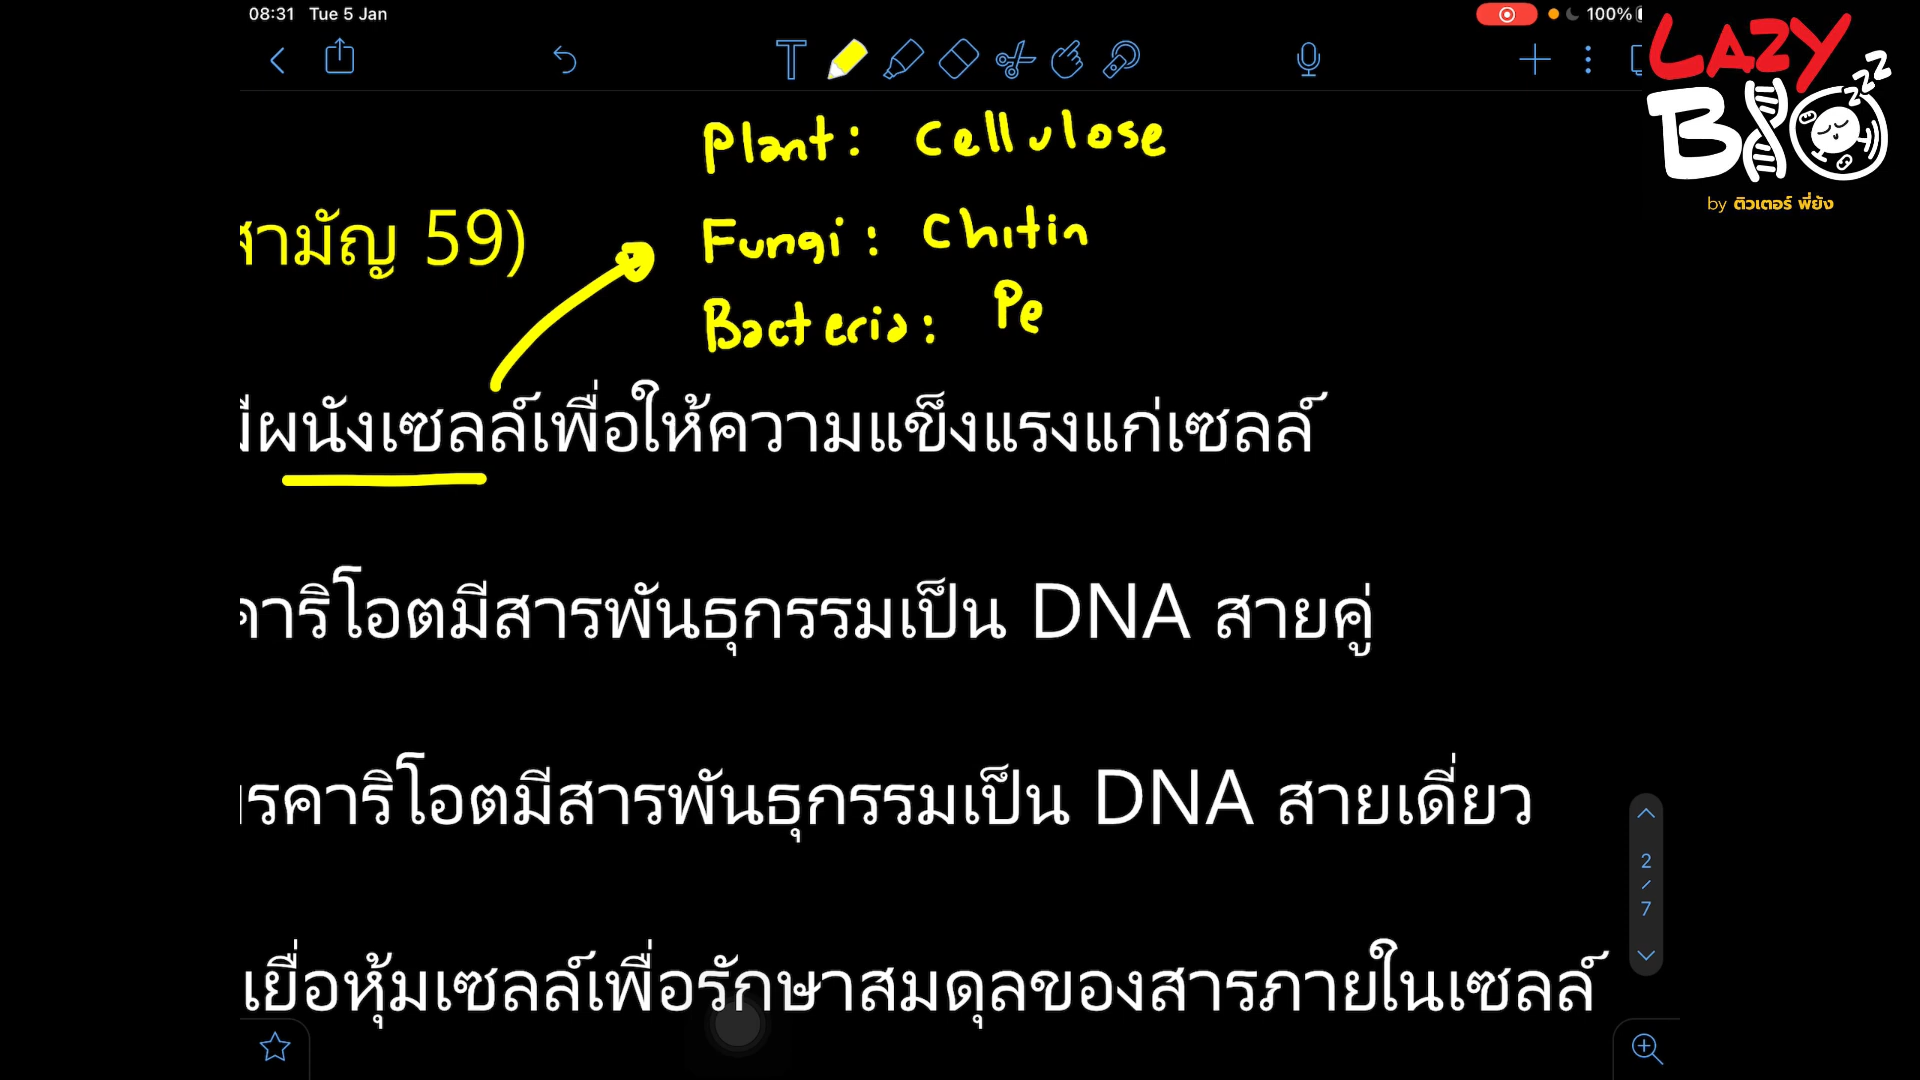 08:31 Tue 5 Jan
100%
LAZY
BIO zzz
by ติวเตอร์ พี่ยัง
Plant: Cellulose
สามัญ 59)
Fungi: Chitin
Bacteria: Pe
มีผนังเซลล์เพื่อให้ความแข็งแรงแก่เซลล์
คาริโอตมีสารพันธุกรรมเป็น DNA สายคู่
รคาริโอตมีสารพันธุกรรมเป็น DNA สายเดี่ยว
2
/
7
เยื่อหุ้มเซลล์เพื่อรักษาสมดุลของสารภายในเซลล์